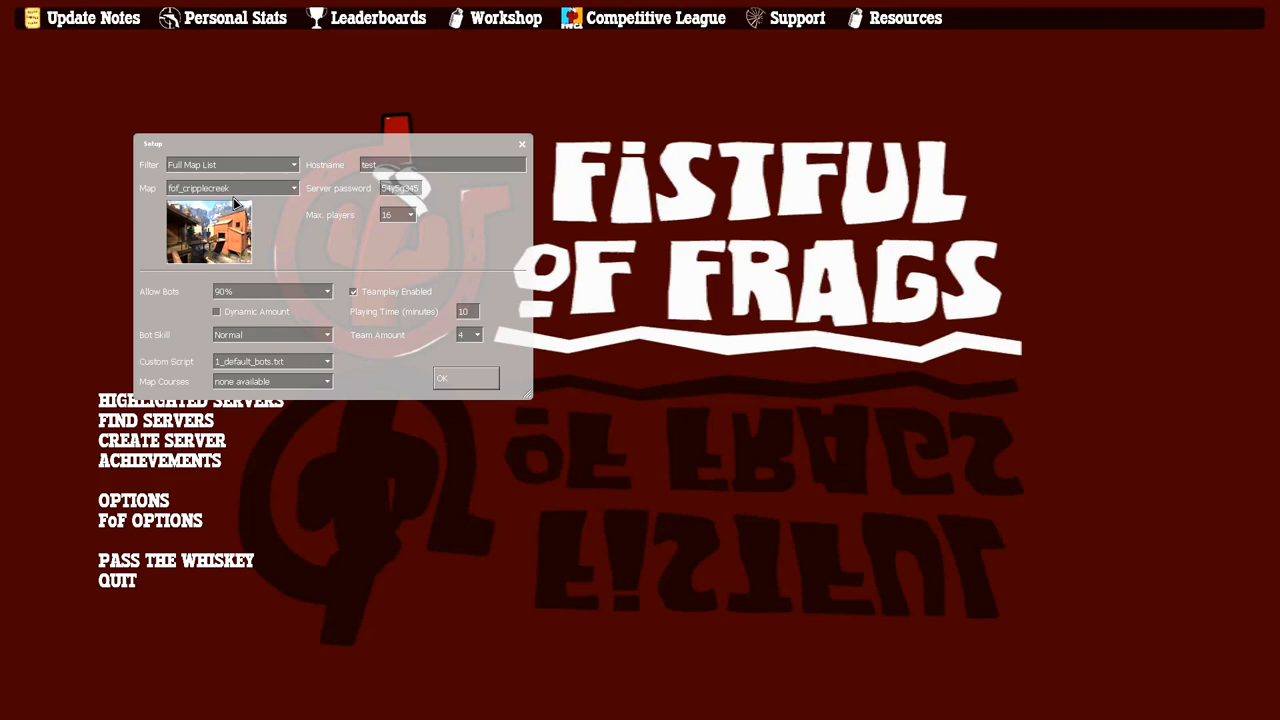 Update Notes Personal Stats Leaderboards Workshop Competitive League Support Resources
Setup
Filter Full Map List Hostname test
Map fof_cripplecreek Server password 54y5g345
Max. players 16
Allow Bots 90% Teamplay Enabled
Dynamic Amount Playing Time (minutes) 10
Bot Skill Normal Team Amount 4
Custom Script 1_default_bots.txt
Map Courses none available
OK
FiSTFUL
OF FRAGS
HIGHLIGHTED SERVERS
FIND SERVERS
CREATE SERVER
ACHIEVEMENTS
OPTIONS
FoF OPTIONS
PASS THE WHISKEY
QUIT